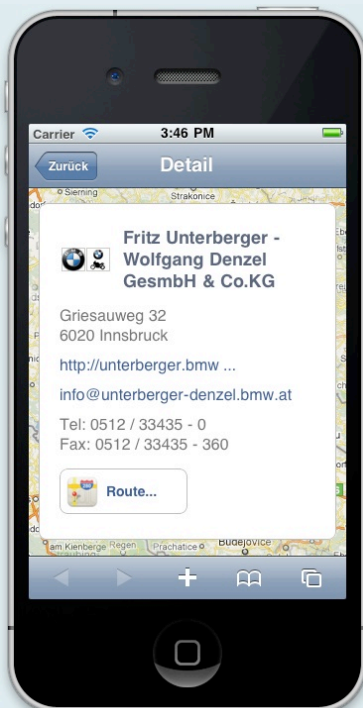 Carrier 3:46 PM
Zurück Detail
Sierning
Strakonice
Fritz Unterberger -
Wolfgang Denzel
GesmbH & Co.KG
Griesauweg 32
6020 Innsbruck
http://unterberger.bmw ...
info@unterberger-denzel.bmw.at
Tel: 0512 / 33435 - 0
Fax: 0512 / 33435 - 360
Route...
am Kienberge Regen Prachatice Budejovice